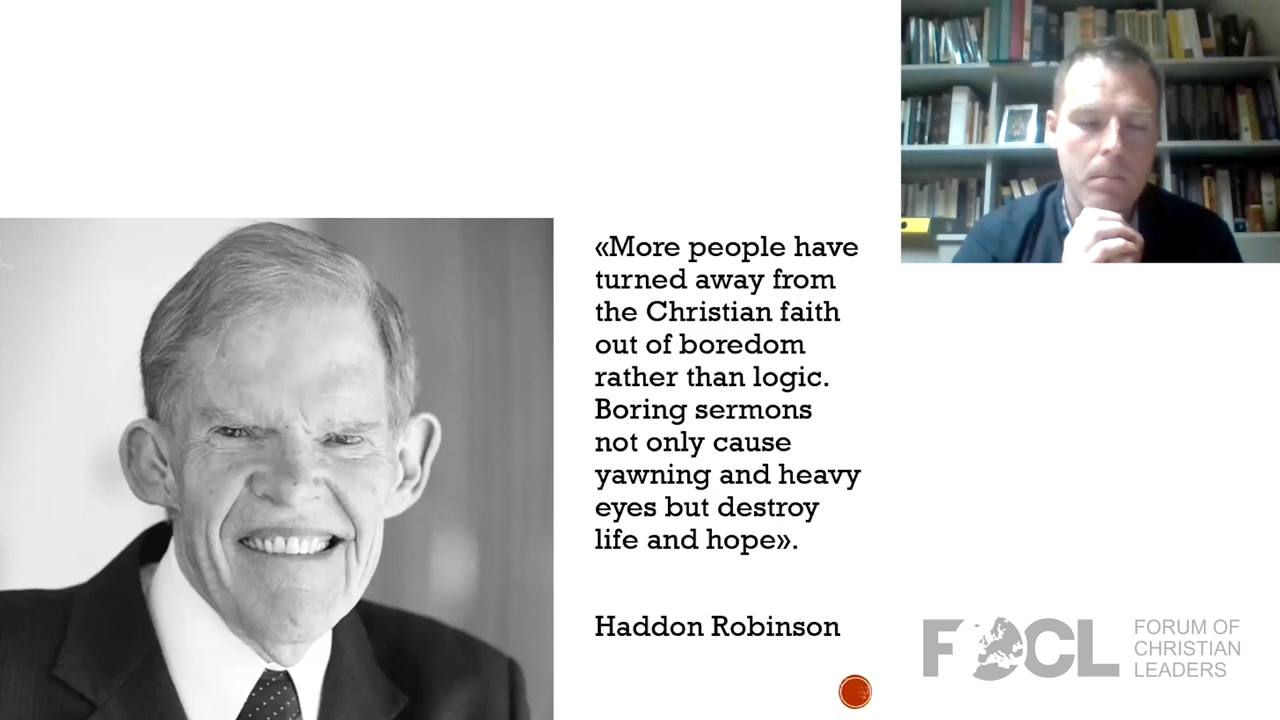 «More people have
turned away from
the Christian faith
out of boredom
rather than logic.
Boring sermons
not only cause
yawning and heavy
eyes but destroy
life and hope».
Haddon Robinson
FOCL
FORUM OF
CHRISTIAN
LEADERS